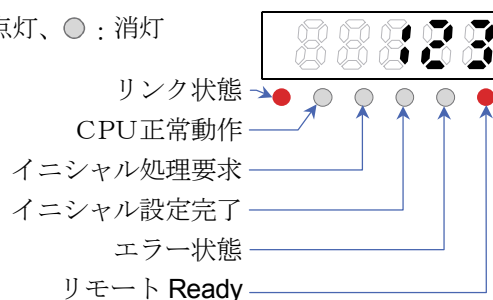 点灯、 : 消灯
123
リンク状態
CPU正常動作
イニシャル処理要求
イニシャル設定完了
エラー状態
リモート Ready